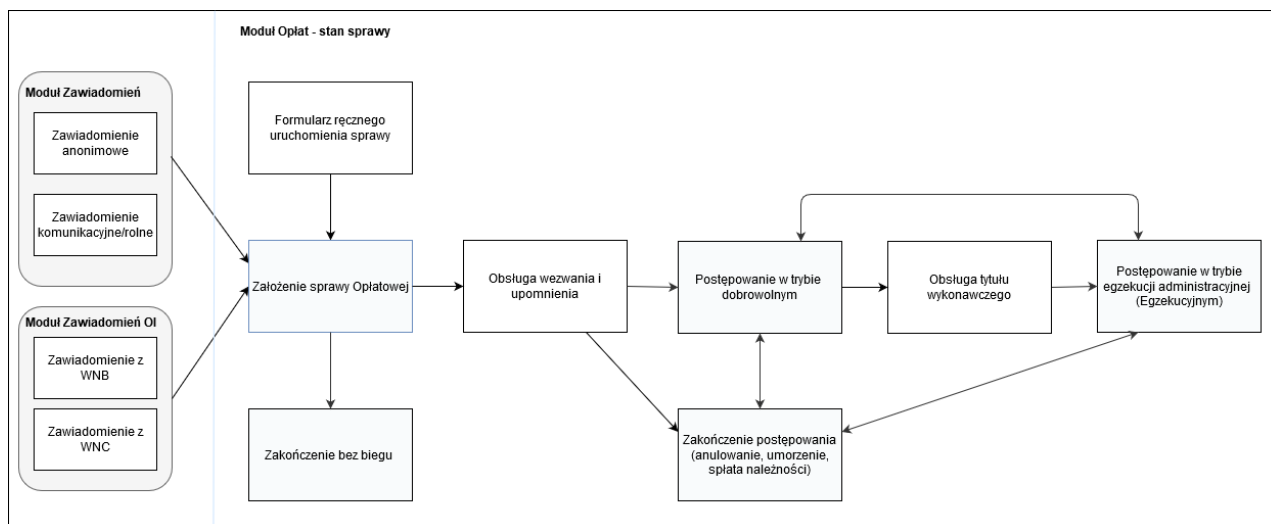 Moduł Opłat - stan sprawy
Moduł Zawiadomień
Zawiadomienie
anonimowe
Zawiadomienie
komunikacyjne/rolne
Moduł Zawiadomień OI
Zawiadomienie z
WNB
Zawiadomienie z
WNC
Formularz ręcznego
uruchomienia sprawy
Założenie sprawy Opłatowej
Zakończenie bez biegu
Obsługa wezwania i
upomnienia
Postępowanie w trybie
dobrowolnym
Obsługa tytułu
wykonawczego
Postępowanie w trybie
egzekucji administracyjnej
(Egzekucyjnym)
Zakończenie postępowania
(anulowanie, umorzenie,
spłata należności)